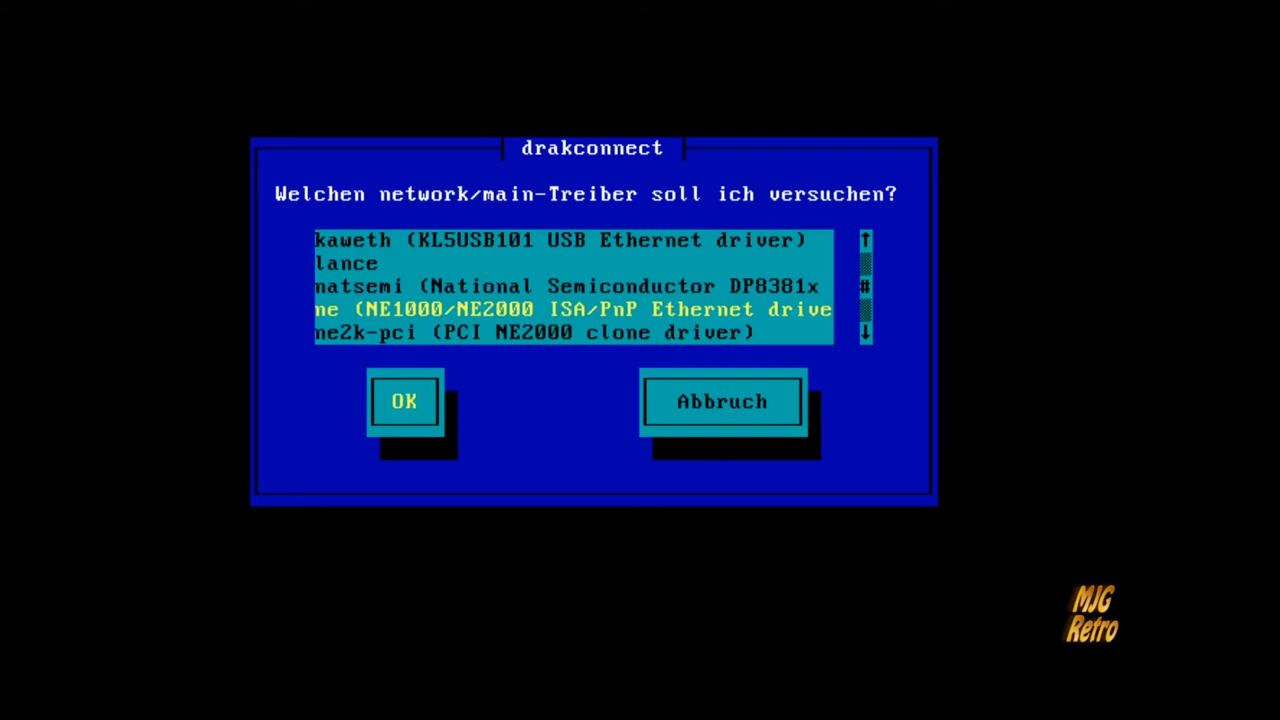 drakconnect
Welchen network/main-Treiber soll ich versuchen?
kaweth (KL5USB101 USB Ethernet driver) ↑
lance
natsemi (National Semiconductor DP8381x #
ne (NE1000/NE2000 ISA/PnP Ethernet drive
ne2k-pci (PCI NE2000 clone driver) ↓
OK Abbruch
MJG
Retro